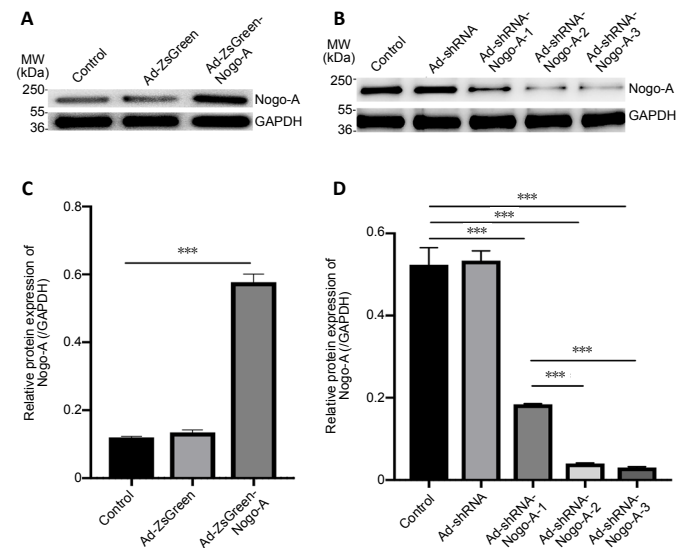 A
MW
(kDa)
Control
Ad-ZsGreen
Ad-ZsGreen-
Nogo-A
250-
55-
36-
Nogo-A
GAPDH
B
MW
(kDa)
Control
Ad-shRNA
Ad-shRNA-
Nogo-A-1
Ad-shRNA-
Nogo-A-2
Ad-shRNA-
Nogo-A-3
250-
55-
36-
Nogo-A
GAPDH
C
Relative protein expression of
Nogo-A (/GAPDH)
0.8
0.6
0.4
0.2
0
***
Control
Ad-ZsGreen
Ad-ZsGreen-
Nogo-A
D
Relative protein expression of
Nogo-A (/GAPDH)
0.6
0.4
0.2
0
***
***
***
***
***
Control
Ad-shRNA
Ad-shRNA-
Nogo-A-1
Ad-shRNA-
Nogo-A-2
Ad-shRNA-
Nogo-A-3